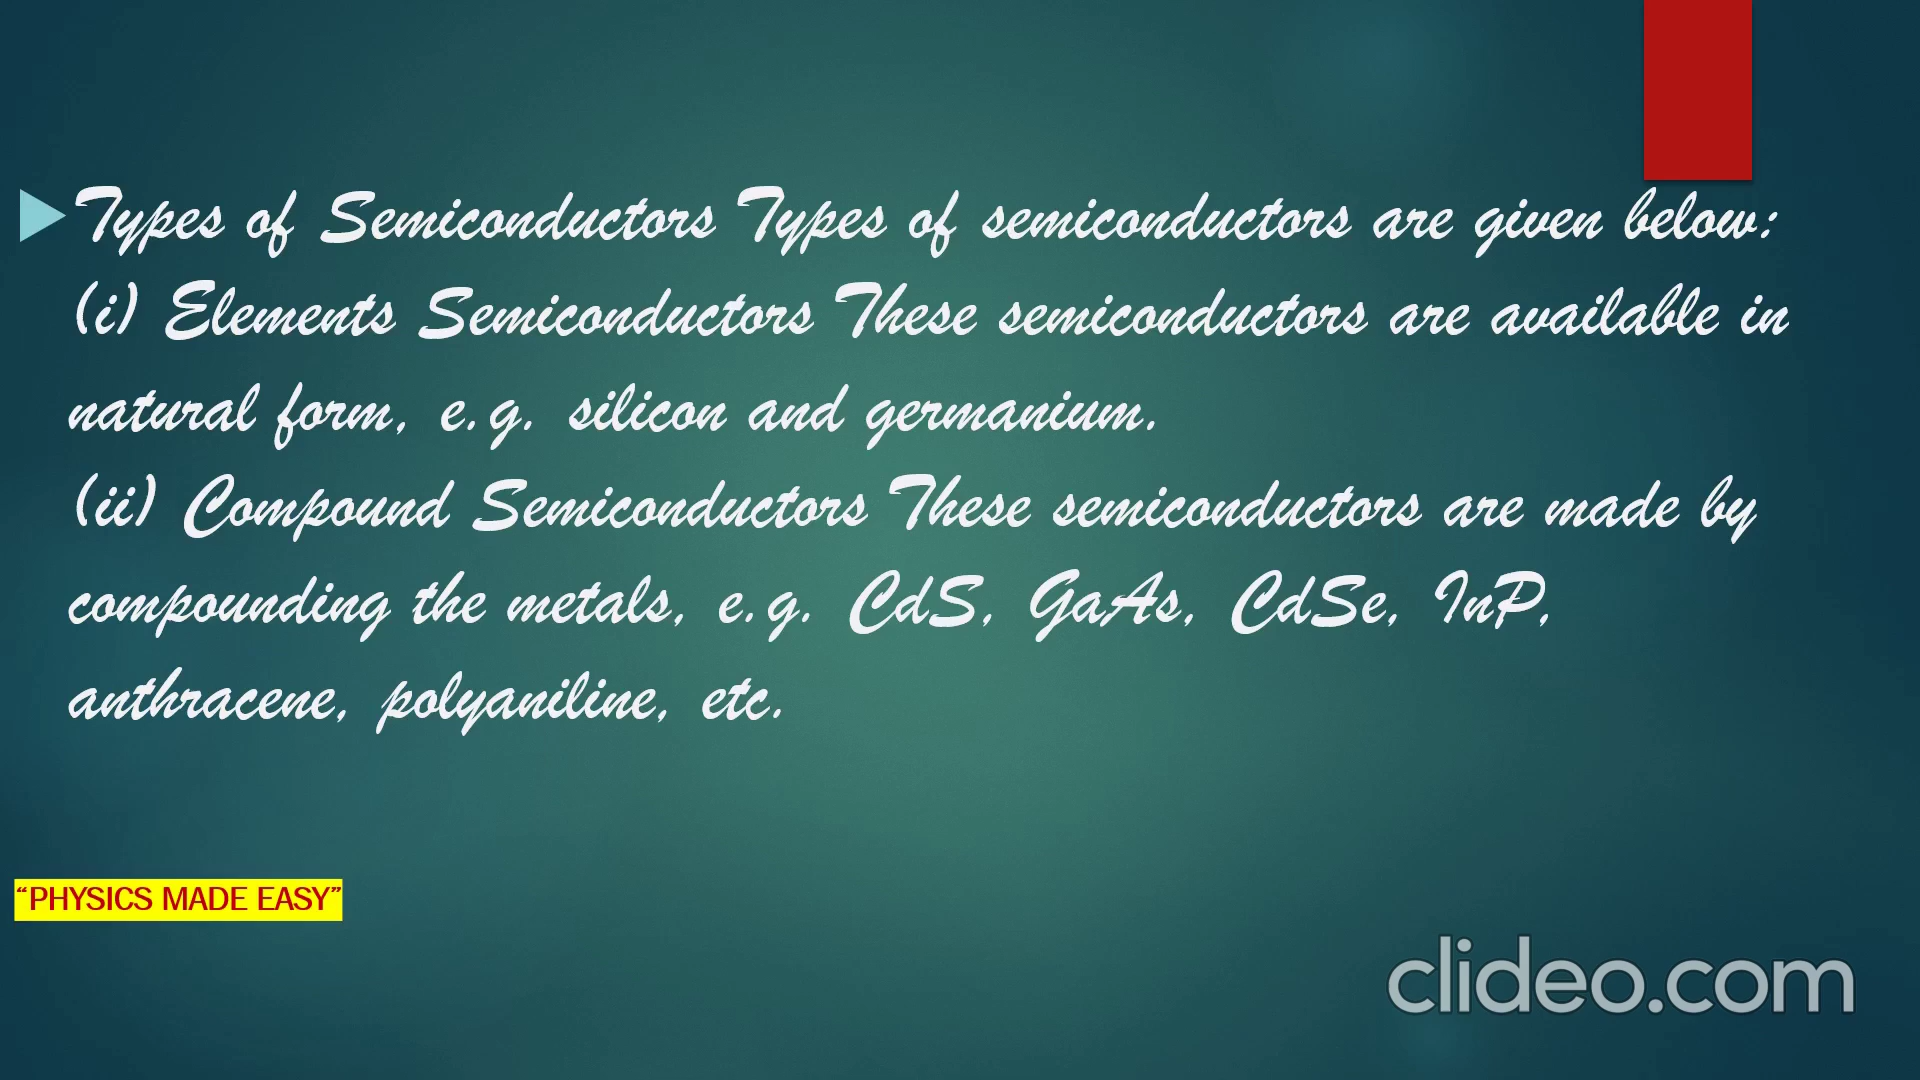 Types of Semiconductors Types of semiconductors are given below:
(i) Elements Semiconductors These semiconductors are available in
natural form, e.g. silicon and germanium.
(ii) Compound Semiconductors These semiconductors are made by
compounding the metals, e.g. CdS, GaAs, CdSe, InP,
anthracene, polyaniline, etc.
“PHYSICS MADE EASY”
clideo.com